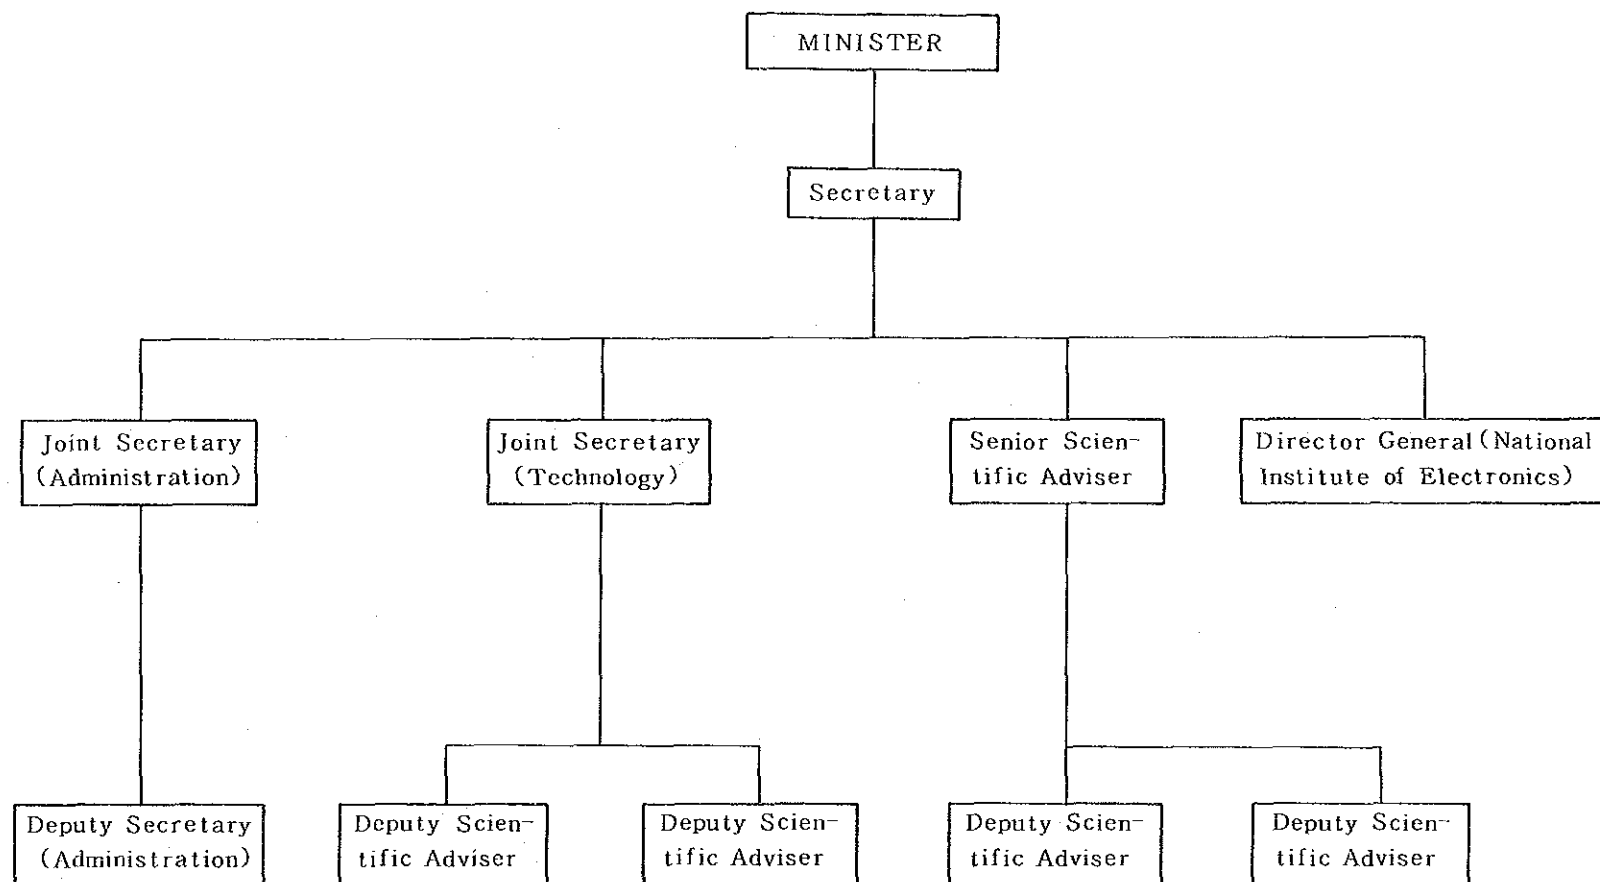 MINISTER
Secretary
Joint Secretary
(Administration)
Joint Secretary
(Technology)
Senior Scien-
tific Adviser
Director General (National
Institute of Electronics)
Deputy Secretary
(Administration)
Deputy Scien-
tific Adviser
Deputy Scien-
tific Adviser
Deputy Scien-
tific Adviser
Deputy Scien-
tific Adviser